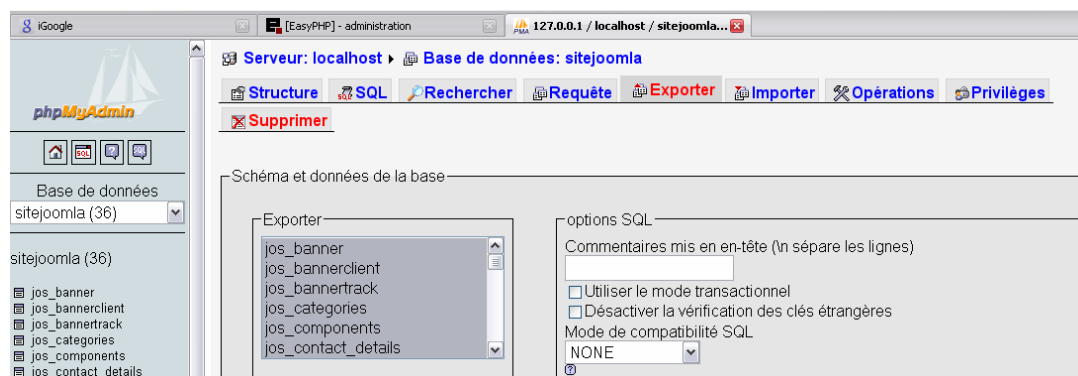 iGoogle
[EasyPHP] - administration
127.0.0.1 / localhost / sitejoomla...
phpMyAdmin
SQL
Base de données
sitejoomla (36)
sitejoomla (36)
jos_banner
jos_bannerclient
jos_bannertrack
jos_categories
jos_components
jos_contact_details
Serveur: localhost Base de données: sitejoomla
Structure SQL Rechercher Requête Exporter Importer Opérations Privilèges
Supprimer
Schéma et données de la base
Exporter
jos_banner
jos_bannerclient
jos_bannertrack
jos_categories
jos_components
jos_contact_details
options SQL
Commentaires mis en en-tête (\n sépare les lignes)
Utiliser le mode transactionnel
Désactiver la vérification des clés étrangères
Mode de compatibilité SQL
NONE